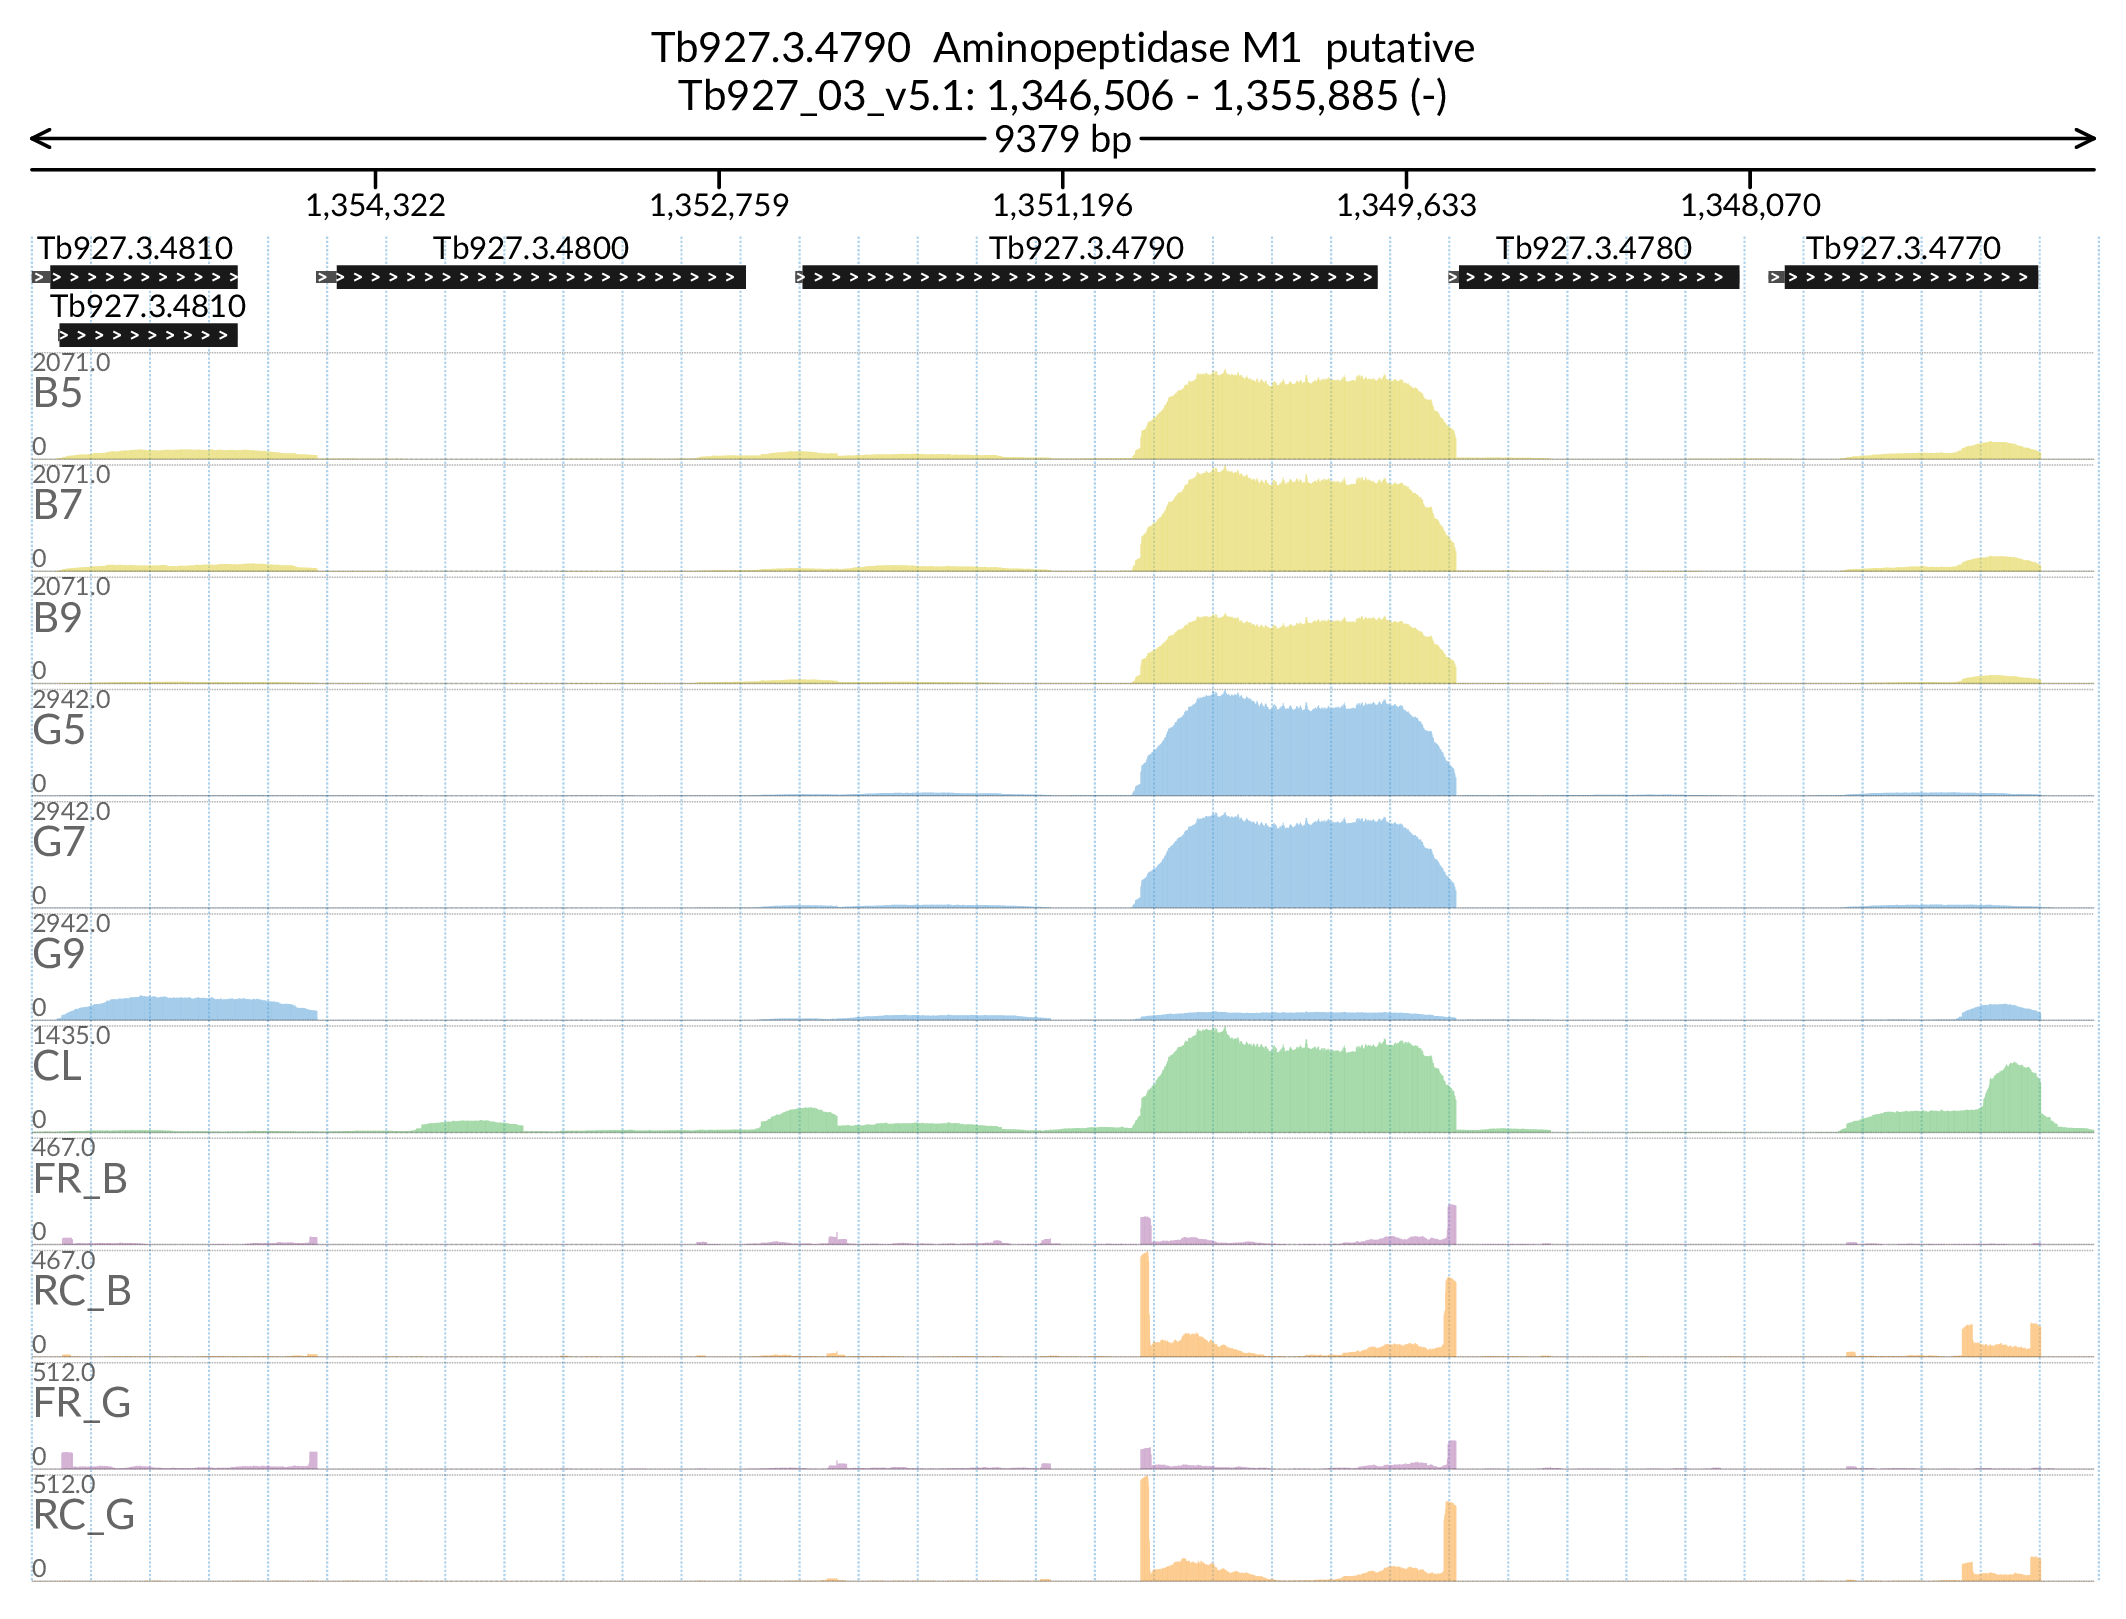 Tb927.3.4790 Aminopeptidase M1 putative
Tb927_03_v5.1: 1,346,506 - 1,355,885 (-)
9379 bp
1,354,322 1,352,759 1,351,196 1,349,633 1,348,070
Tb927.3.4810 Tb927.3.4800 Tb927.3.4790 Tb927.3.4780 Tb927.3.4770
Tb927.3.4810
2071.0
B5
0
2071.0
B7
0
2071.0
B9
0
2942.0
G5
0
2942.0
G7
0
2942.0
G9
0
1435.0
CL
0
467.0
FR_B
0
467.0
RC_B
0
512.0
FR_G
0
512.0
RC_G
0